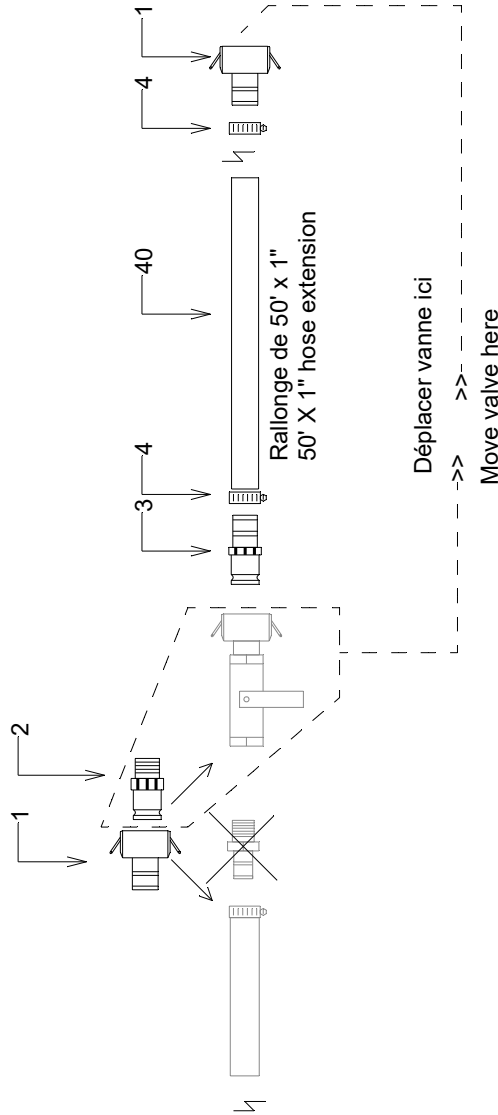 1
2
3
4
40
4
1
Rallonge de 50' x 1"
50' X 1" hose extension
Déplacer vanne ici
>> >>
Move valve here